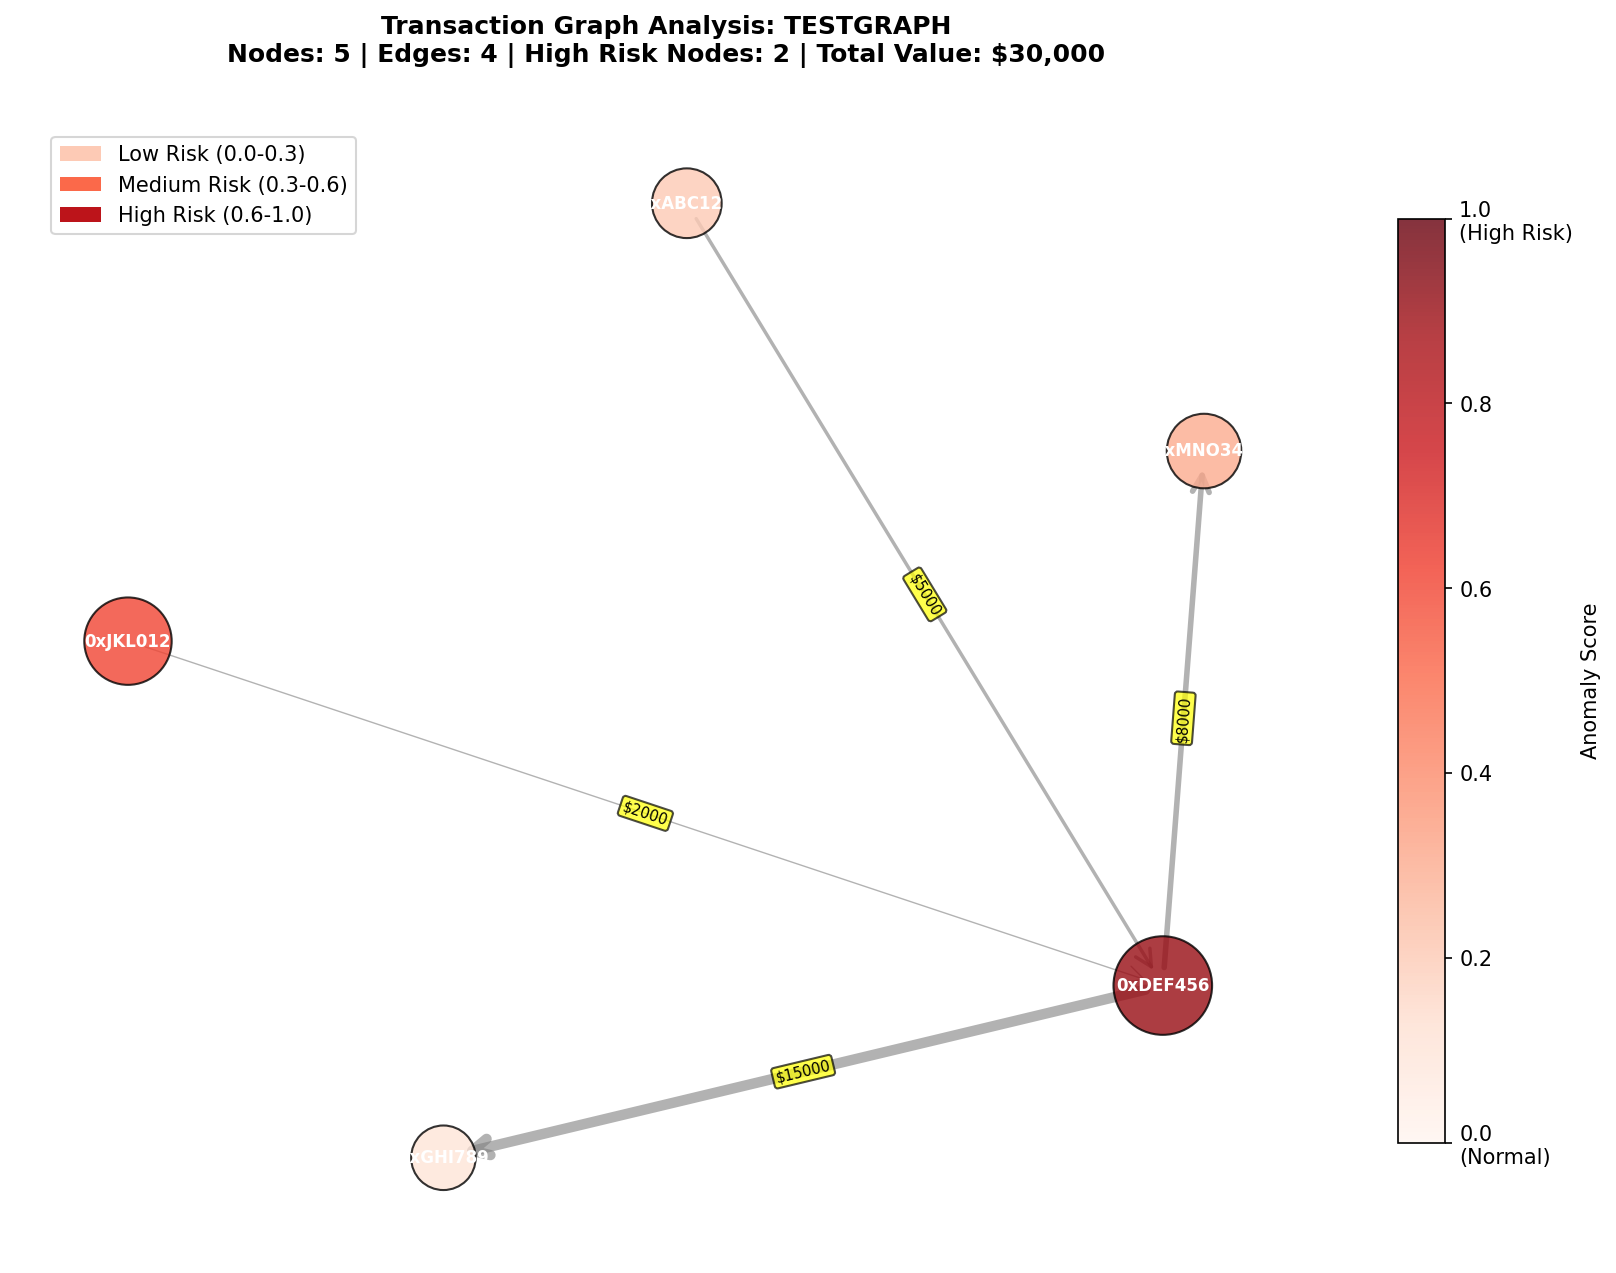 Transaction Graph Analysis: TESTGRAPH
Nodes: 5 | Edges: 4 | High Risk Nodes: 2 | Total Value: $30,000
Low Risk (0.0-0.3)
Medium Risk (0.3-0.6)
High Risk (0.6-1.0)
xABC12
xMNO34
0xJKL012
0xDEF456
xGHI789
$5000
$8000
$2000
$15000
1.0
(High Risk)
0.8
0.6
0.4
0.2
0.0
(Normal)
Anomaly Score